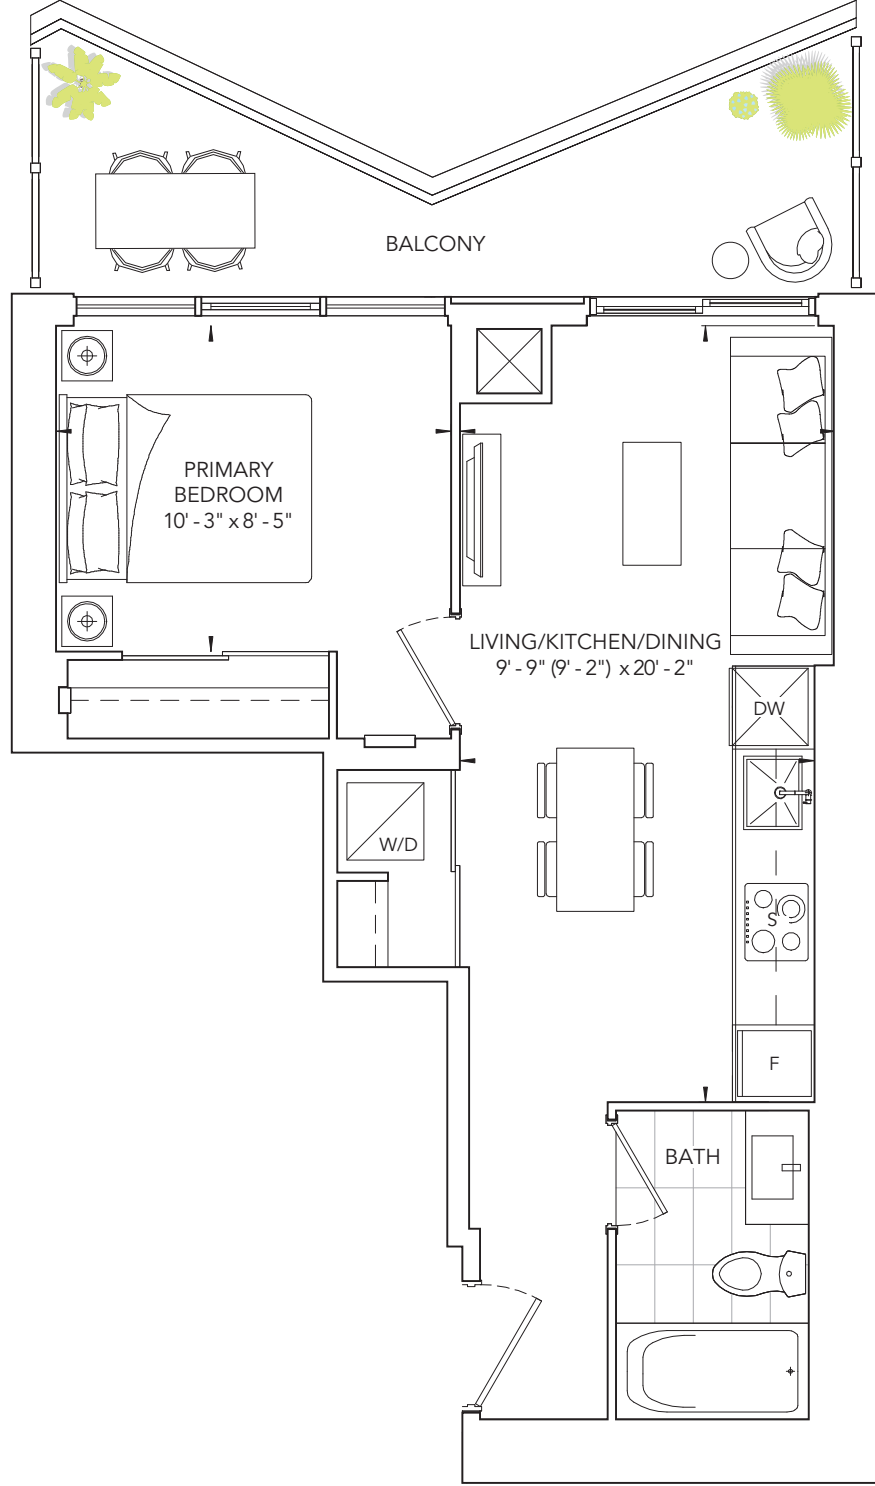 BALCONY
PRIMARY
BEDROOM
10' - 3" x 8' - 5"
LIVING/KITCHEN/DINING
9' - 9" (9' - 2") x 20' - 2"
DW
W/D
S
F
BATH